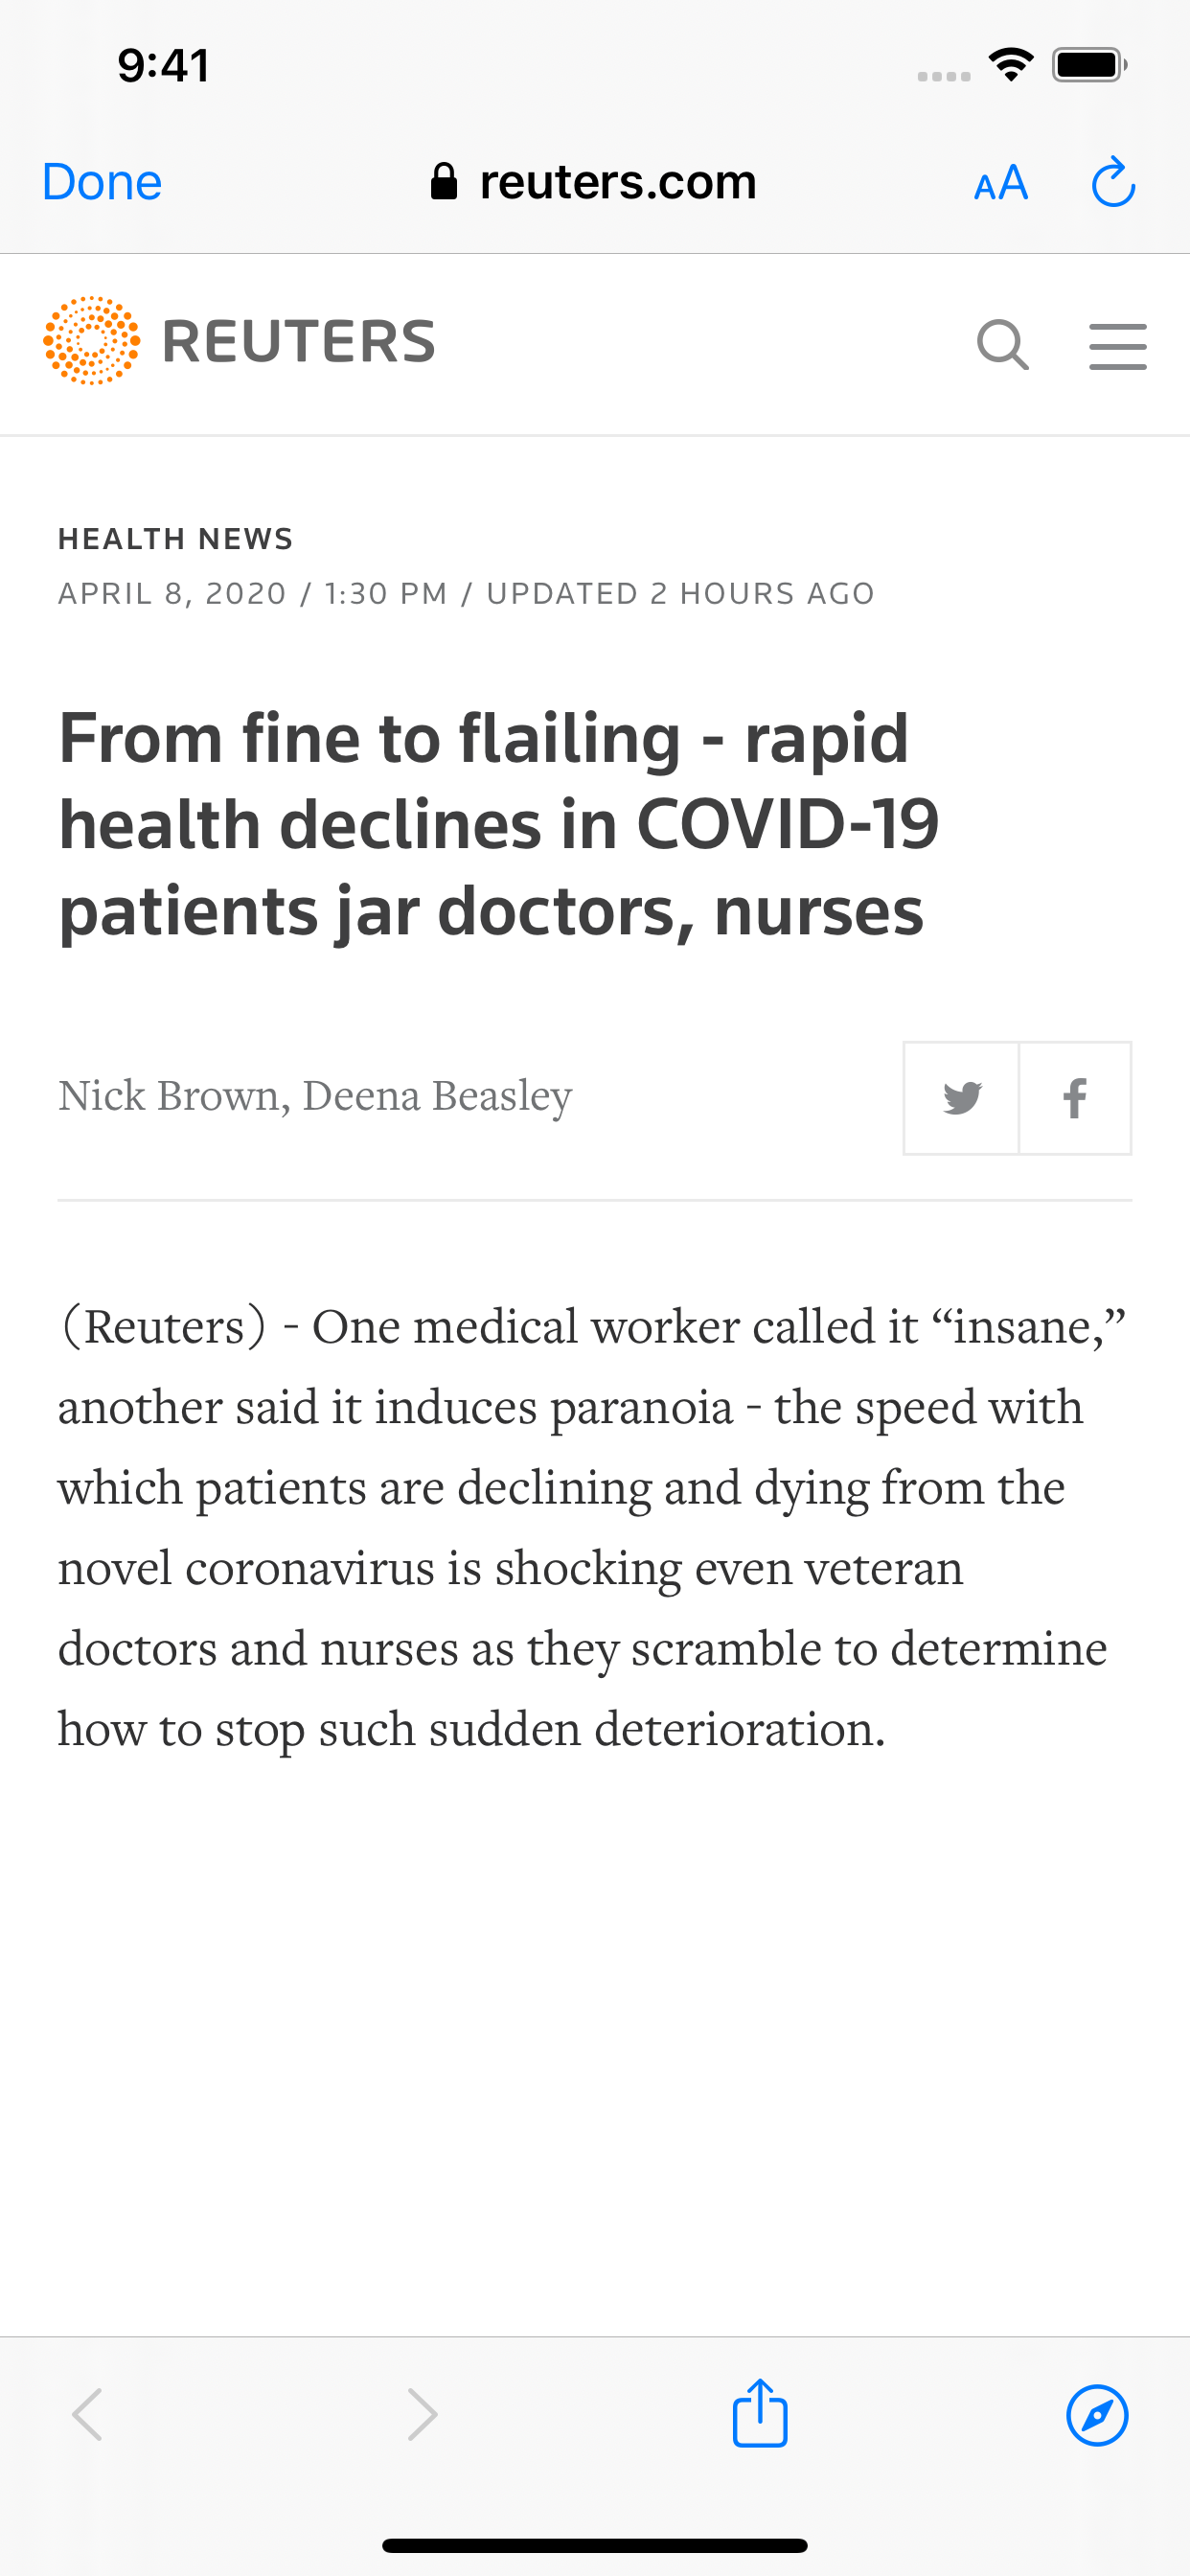 9:41
Done
reuters.com
AA
REUTERS
HEALTH NEWS
APRIL 8, 2020 / 1:30 PM / UPDATED 2 HOURS AGO
From fine to flailing - rapid
health declines in COVID-19
patients jar doctors, nurses
Nick Brown, Deena Beasley
(Reuters) - One medical worker called it “insane,”
another said it induces paranoia - the speed with
which patients are declining and dying from the
novel coronavirus is shocking even veteran
doctors and nurses as they scramble to determine
how to stop such sudden deterioration.